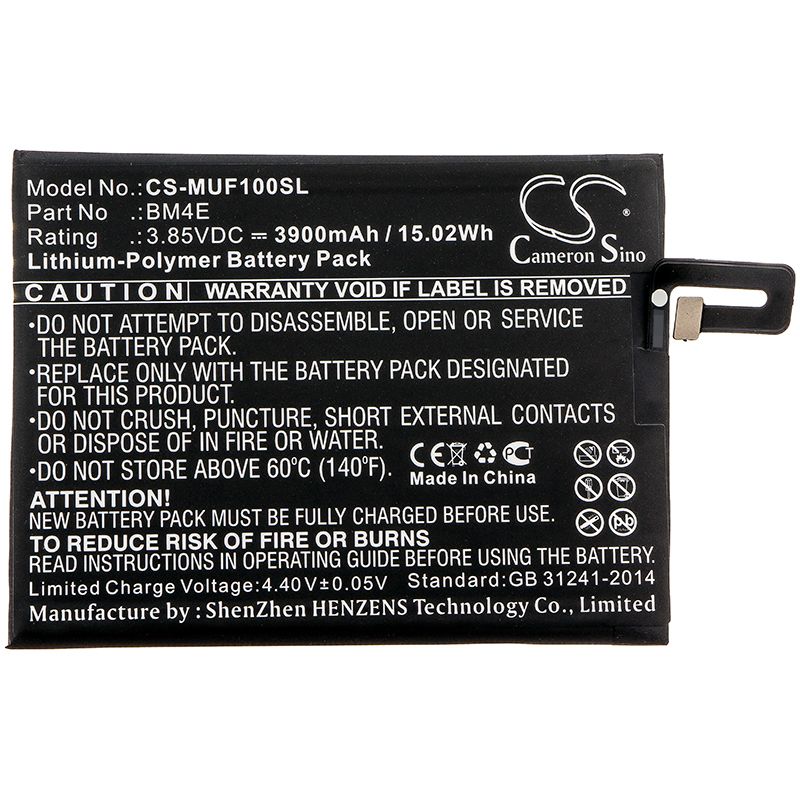 Model No.: CS-MUF100SL
Part No : BM4E
Rating : 3.85VDC ⎓ 3900mAh / 15.02Wh
Lithium-Polymer Battery Pack
CS
Cameron Sino
CAUTION WARRANTY VOID IF LABEL IS REMOVED
•DO NOT ATTEMPT TO DISASSEMBLE, OPEN OR SERVICE
THE BATTERY PACK.
•REPLACE ONLY WITH THE BATTERY PACK DESIGNATED
FOR THIS PRODUCT.
•DO NOT CRUSH, PUNCTURE, SHORT EXTERNAL CONTACTS
OR DISPOSE OF IN FIRE OR WATER.
•DO NOT STORE ABOVE 60°C (140°F).
CE PCT
Made In China
ATTENTION!
NEW BATTERY PACK MUST BE FULLY CHARGED BEFORE USE.
TO REDUCE RISK OF FIRE OR BURNS
READ INSTRUCTIONS IN OPERATING GUIDE BEFORE USING THE BATTERY.
Pb
Limited Charge Voltage: 4.40V±0.05V Standard: GB 31241-2014
Manufacture by : ShenZhen HENZENS Technology Co., Limited